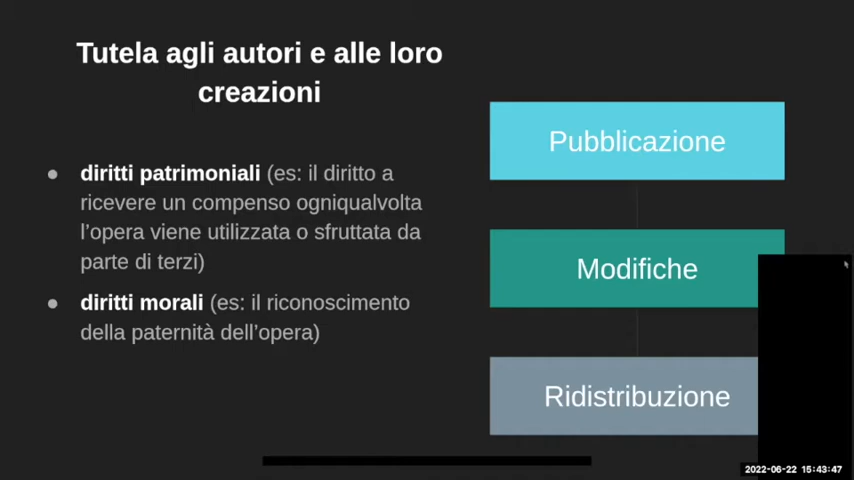 Tutela agli autori e alle loro
creazioni
● diritti patrimoniali (es: il diritto a
ricevere un compenso ogniqualvolta
l’opera viene utilizzata o sfruttata da
parte di terzi)
● diritti morali (es: il riconoscimento
della paternità dell’opera)
Pubblicazione
Modifiche
Ridistribuzione
2022-06-22 15:43:47